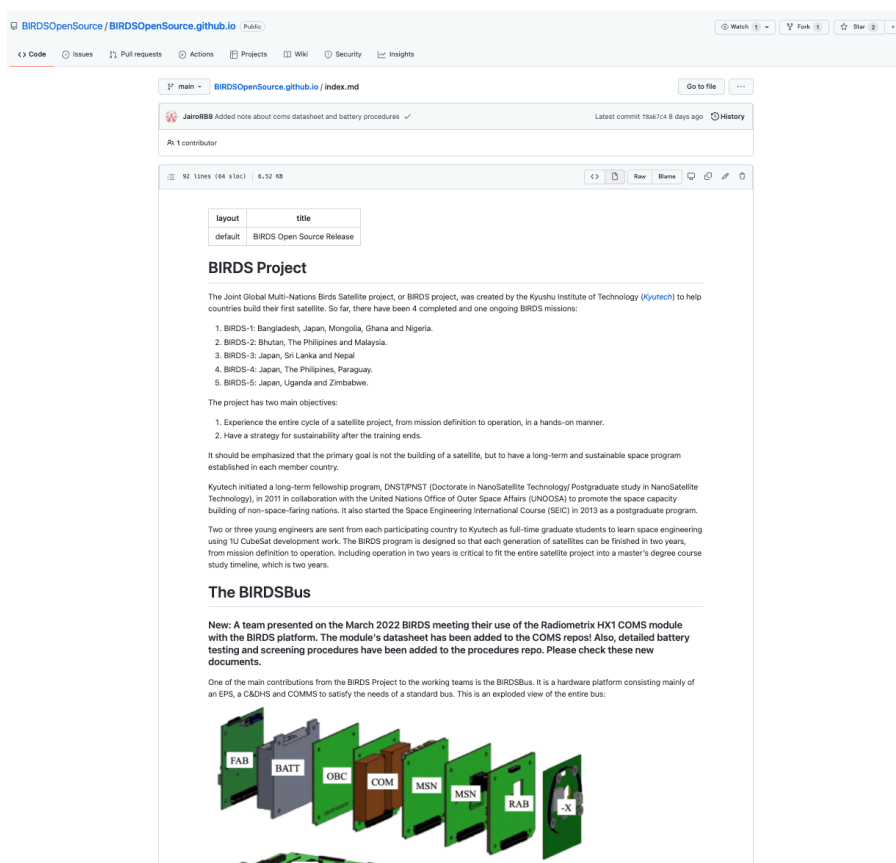 BIRDSOpenSource / BIRDSOpenSource.github.io Public
Watch 1 Fork 1 Star 2
Code Issues Pull requests Actions Projects Wiki Security Insights
main BIRDSOpenSource.github.io / index.md Go to file ...
JairoRB8 Added note about coms datasheet and battery procedures Latest commit f8a67c4 8 days ago History
1 contributor
92 lines (64 sloc) 6.52 KB Raw Blame
layout title
default BIRDS Open Source Release
BIRDS Project
The Joint Global Multi-Nations Birds Satellite project, or BIRDS project, was created by the Kyushu Institute of Technology (Kyutech) to help
countries build their first satellite. So far, there have been 4 completed and one ongoing BIRDS missions:
1. BIRDS-1: Bangladesh, Japan, Mongolia, Ghana and Nigeria.
2. BIRDS-2: Bhutan, The Philipines and Malaysia.
3. BIRDS-3: Japan, Sri Lanka and Nepal
4. BIRDS-4: Japan, The Philipines, Paraguay.
5. BIRDS-5: Japan, Uganda and Zimbabwe.
The project has two main objectives:
1. Experience the entire cycle of a satellite project, from mission definition to operation, in a hands-on manner.
2. Have a strategy for sustainability after the training ends.
It should be emphasized that the primary goal is not the building of a satellite, but to have a long-term and sustainable space program
established in each member country.
Kyutech initiated a long-term fellowship program, DNST/PNST (Doctorate in NanoSatellite Technology/ Postgraduate study in NanoSatellite
Technology), in 2011 in collaboration with the United Nations Office of Outer Space Affairs (UNOOSA) to promote the space capacity
building of non-space-faring nations. It also started the Space Engineering International Course (SEIC) in 2013 as a postgraduate program.
Two or three young engineers are sent from each participating country to Kyutech as full-time graduate students to learn space engineering
using 1U CubeSat development work. The BIRDS program is designed so that each generation of satellites can be finished in two years,
from mission definition to operation. Including operation in two years is critical to fit the entire satellite project into a master's degree course
study timeline, which is two years.
The BIRDSBus
New: A team presented on the March 2022 BIRDS meeting their use of the Radiometrix HX1 COMS module
with the BIRDS platform. The module's datasheet has been added to the COMS repos! Also, detailed battery
testing and screening procedures have been added to the procedures repo. Please check these new
documents.
One of the main contributions from the BIRDS Project to the working teams is the BIRDSBus. It is a hardware platform consisting mainly of
an EPS, a C&DHS and COMMS to satisfy the needs of a standard bus. This is an exploded view of the entire bus:
FAB
BATT
OBC
COM
MSN
MSN
RAB
-X